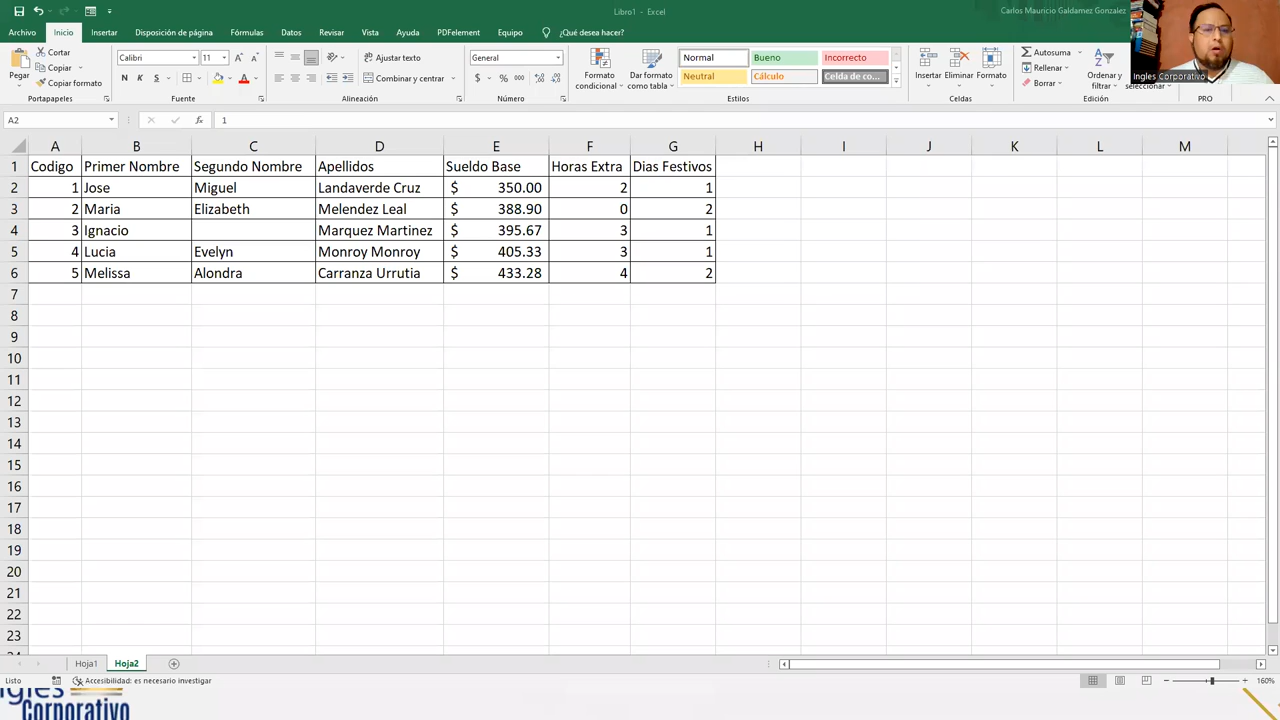 Libro1 - Excel
Carlos Mauricio Galdamez Gonzalez
Archivo Inicio Insertar Disposición de página Fórmulas Datos Revisar Vista Ayuda PDFelement Equipo ¿Qué desea hacer?
Pegar
Cortar
Copiar
Copiar formato
Portapapeles
Calibri 11
N K S
Fuente
Ajustar texto
Combinar y centrar
Alineación
General
$ % 000
Número
Formato condicional
Dar formato como tabla
Normal Bueno Incorrecto
Neutral Cálculo Celda de co...
Estilos
Insertar Eliminar Formato
Celdas
Autosuma
Rellenar
Borrar
Ordenar y filtrar
seleccionar
Edición
PRO
Ingles Corporativo
A2 fx 1
A B C D E F G H I J K L M
1 Codigo Primer Nombre Segundo Nombre Apellidos Sueldo Base Horas Extra Dias Festivos
2 1 Jose Miguel Landaverde Cruz $ 350.00 2 1
3 2 Maria Elizabeth Melendez Leal $ 388.90 0 2
4 3 Ignacio Marquez Martinez $ 395.67 3 1
5 4 Lucia Evelyn Monroy Monroy $ 405.33 3 1
6 5 Melissa Alondra Carranza Urrutia $ 433.28 4 2
7
8
9
10
11
12
13
14
15
16
17
18
19
20
21
22
23
Hoja1 Hoja2
Listo Accesibilidad: es necesario investigar 160%
Ingles
Corporativo